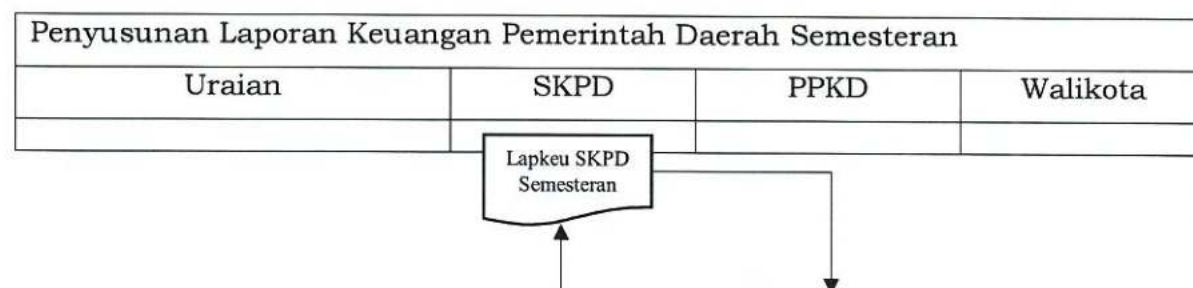 Penyusunan Laporan Keuangan Pemerintah Daerah Semesteran
Uraian SKPD PPKD Walikota
Lapkeu SKPD
Semesteran